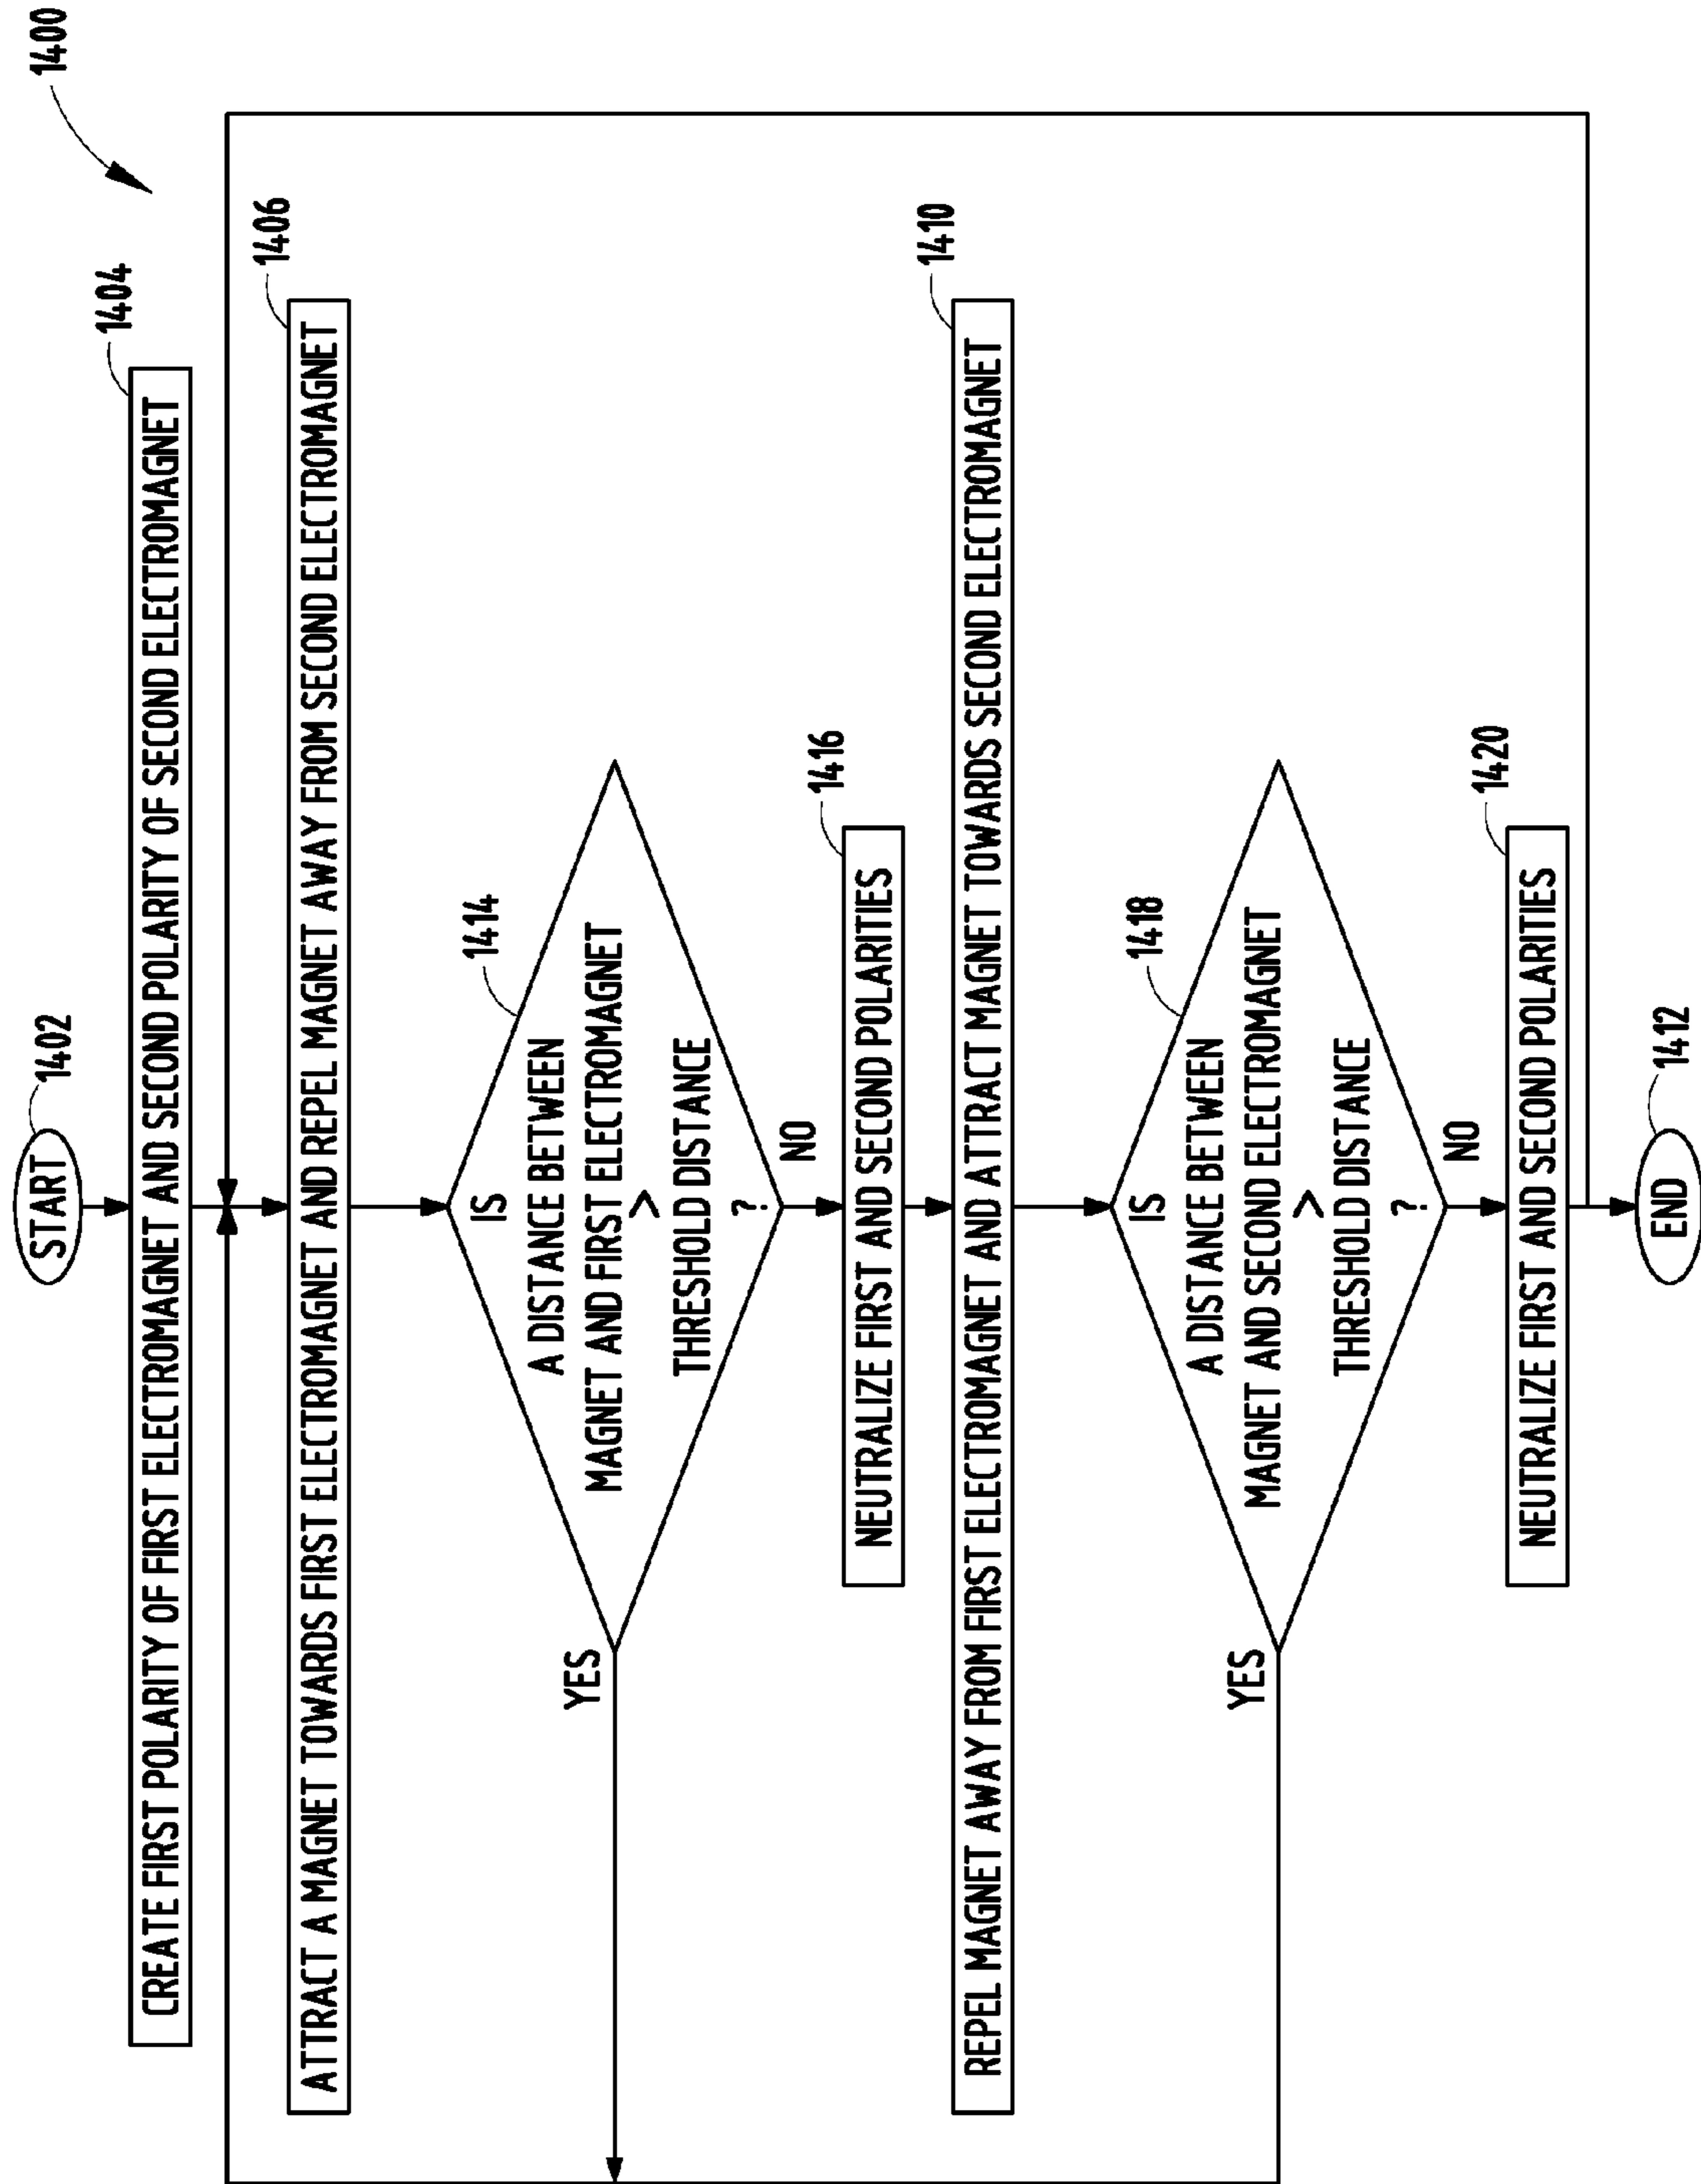 1400
START
1402
1404
CREATE FIRST POLARITY OF FIRST ELECTROMAGNET AND SECOND POLARITY OF SECOND ELECTROMAGNET
1406
ATTRACT A MAGNET TOWARDS FIRST ELECTROMAGNET AND REPEL MAGNET AWAY FROM SECOND ELECTROMAGNET
1414
IS
A DISTANCE BETWEEN
MAGNET AND FIRST ELECTROMAGNET
>
THRESHOLD DISTANCE
?
YES
NO
1416
NEUTRALIZE FIRST AND SECOND POLARITIES
1410
REPEL MAGNET AWAY FROM FIRST ELECTROMAGNET AND ATTRACT MAGNET TOWARDS SECOND ELECTROMAGNET
1418
IS
A DISTANCE BETWEEN
MAGNET AND SECOND ELECTROMAGNET
>
THRESHOLD DISTANCE
?
YES
NO
1420
NEUTRALIZE FIRST AND SECOND POLARITIES
END
1412